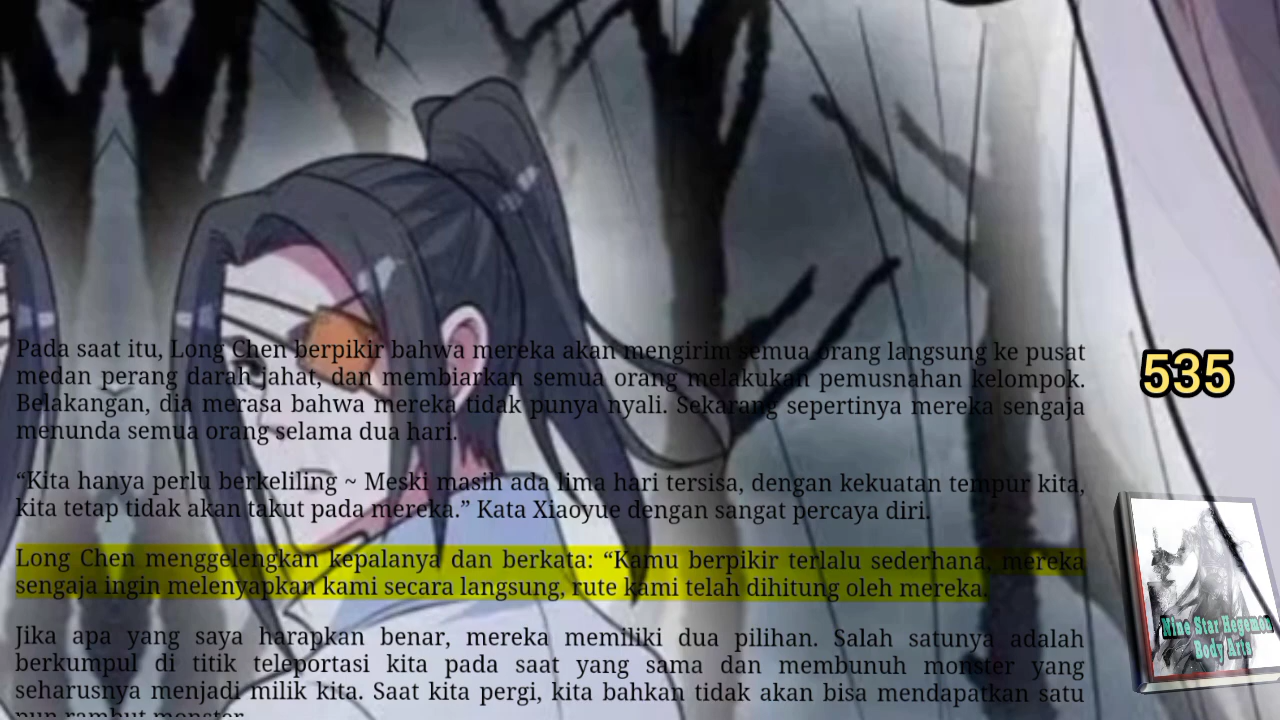 Pada saat itu, Long Chen berpikir bahwa mereka akan mengirim semua orang langsung ke pusat
medan perang darah jahat, dan membiarkan semua orang melakukan pemusnahan kelompok.
Belakangan, dia merasa bahwa mereka tidak punya nyali. Sekarang sepertinya mereka sengaja
menunda semua orang selama dua hari.
“Kita hanya perlu berkeliling ~ Meski masih ada lima hari tersisa, dengan kekuatan tempur kita,
kita tetap tidak akan takut pada mereka.” Kata Xiaoyue dengan sangat percaya diri.
Long Chen menggelengkan kepalanya dan berkata: “Kamu berpikir terlalu sederhana, mereka
sengaja ingin melenyapkan kami secara langsung, rute kami telah dihitung oleh mereka.
Jika apa yang saya harapkan benar, mereka memiliki dua pilihan. Salah satunya adalah
berkumpul di titik teleportasi kita pada saat yang sama dan membunuh monster yang
seharusnya menjadi milik kita. Saat kita pergi, kita bahkan tidak akan bisa mendapatkan satu
pun rambut monster.
535
Nine Star Hegemon
Body Arts